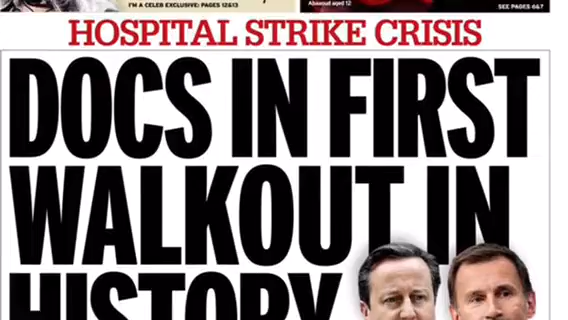 I'M A CELEB EXCLUSIVE: PAGES 12&13
SEE PAGES 6&7
HOSPITAL STRIKE CRISIS
DOCS IN FIRST
WALKOUT IN
HISTORY